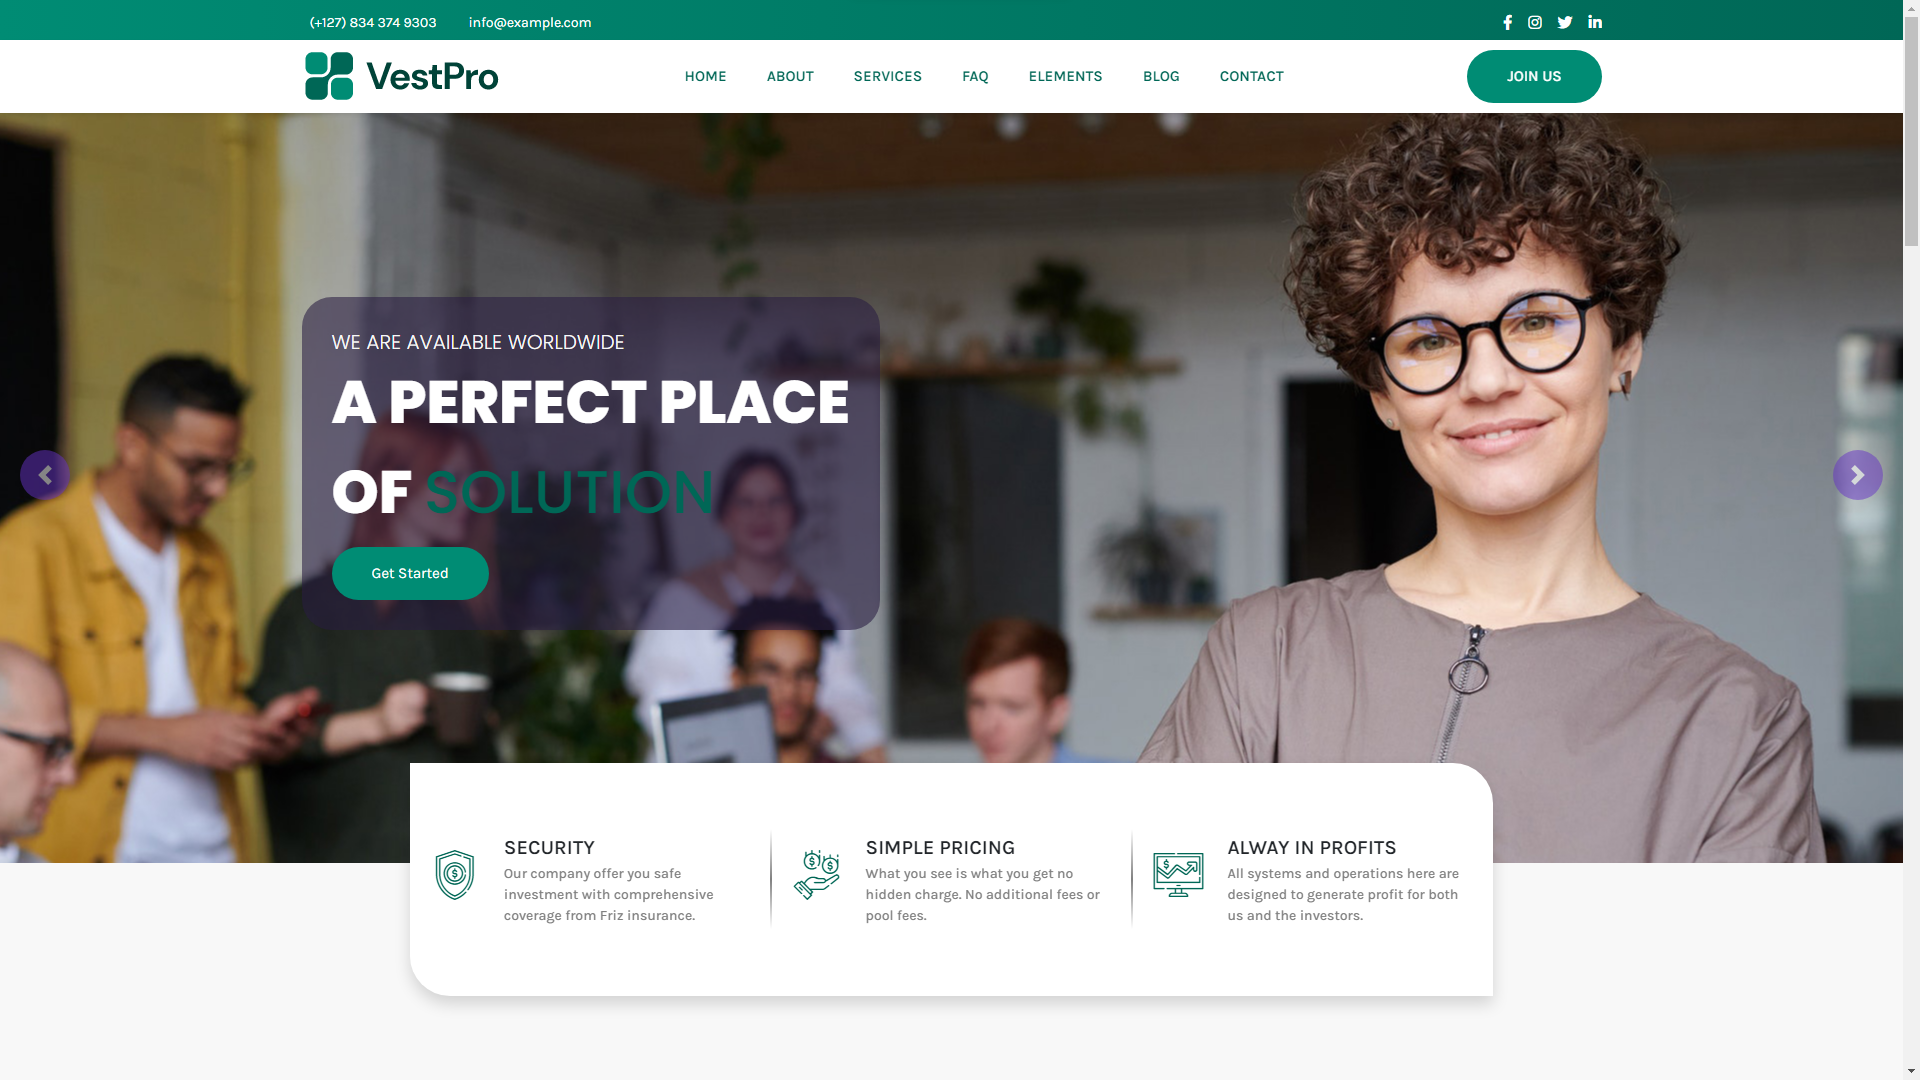 (+127) 834 374 9303 info@example.com
VestPro
HOME ABOUT SERVICES FAQ ELEMENTS BLOG CONTACT
JOIN US
WE ARE AVAILABLE WORLDWIDE
A PERFECT PLACE
OF SOLUTION
Get Started
SECURITY
Our company offer you safe
investment with comprehensive
coverage from Friz insurance.
SIMPLE PRICING
What you see is what you get no
hidden charge. No additional fees or
pool fees.
ALWAY IN PROFITS
All systems and operations here are
designed to generate profit for both
us and the investors.